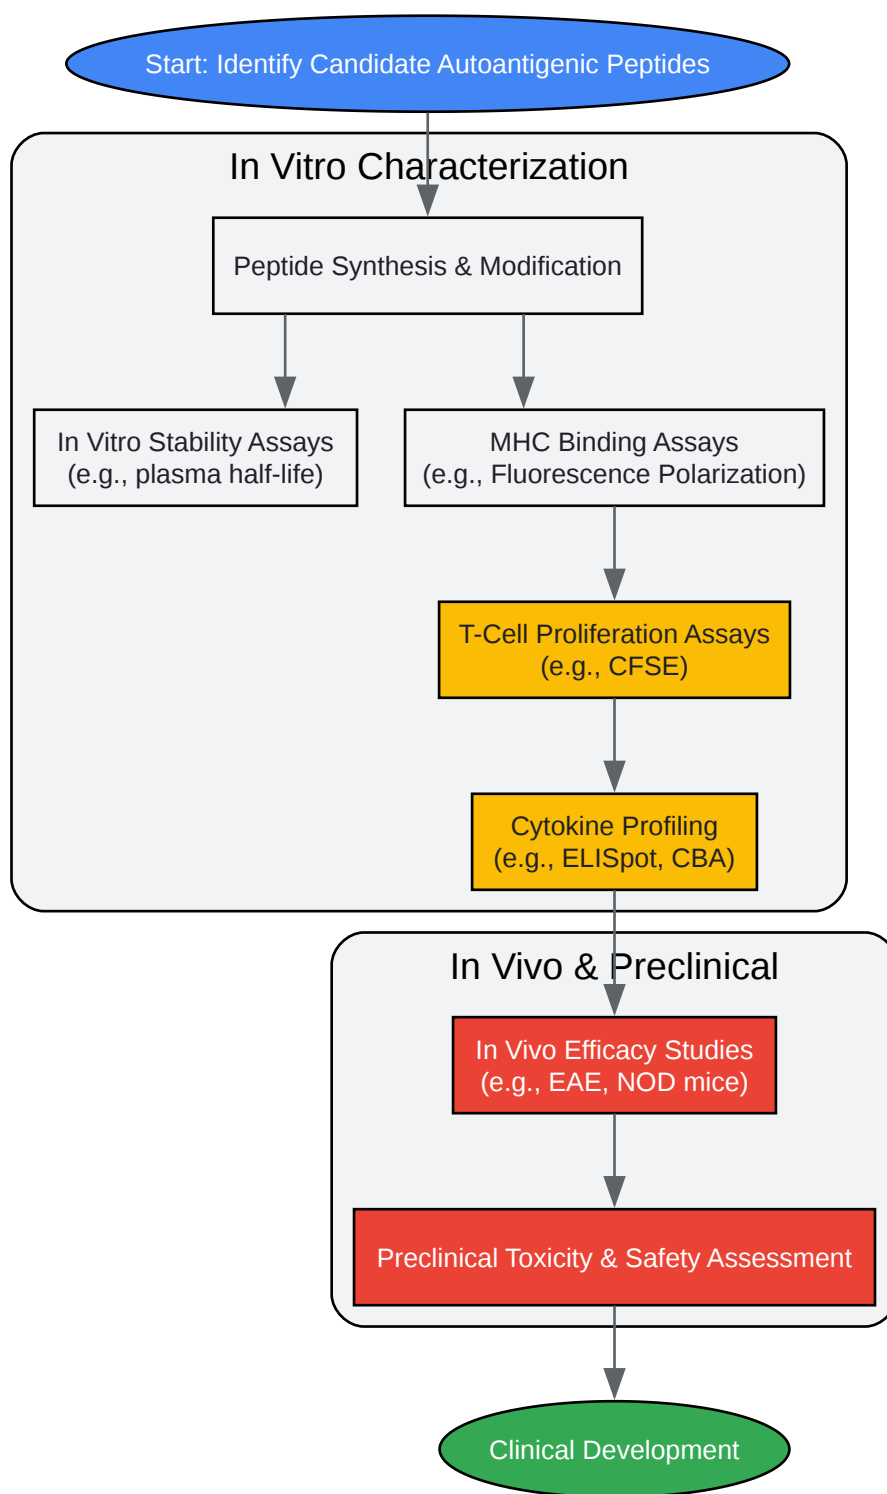 Start: Identify Candidate Autoantigenic Peptides
In Vitro Characterization
Peptide Synthesis & Modification
In Vitro Stability Assays
(e.g., plasma half-life)
MHC Binding Assays
(e.g., Fluorescence Polarization)
T-Cell Proliferation Assays
(e.g., CFSE)
Cytokine Profiling
(e.g., ELISpot, CBA)
In Vivo & Preclinical
In Vivo Efficacy Studies
(e.g., EAE, NOD mice)
Preclinical Toxicity & Safety Assessment
Clinical Development